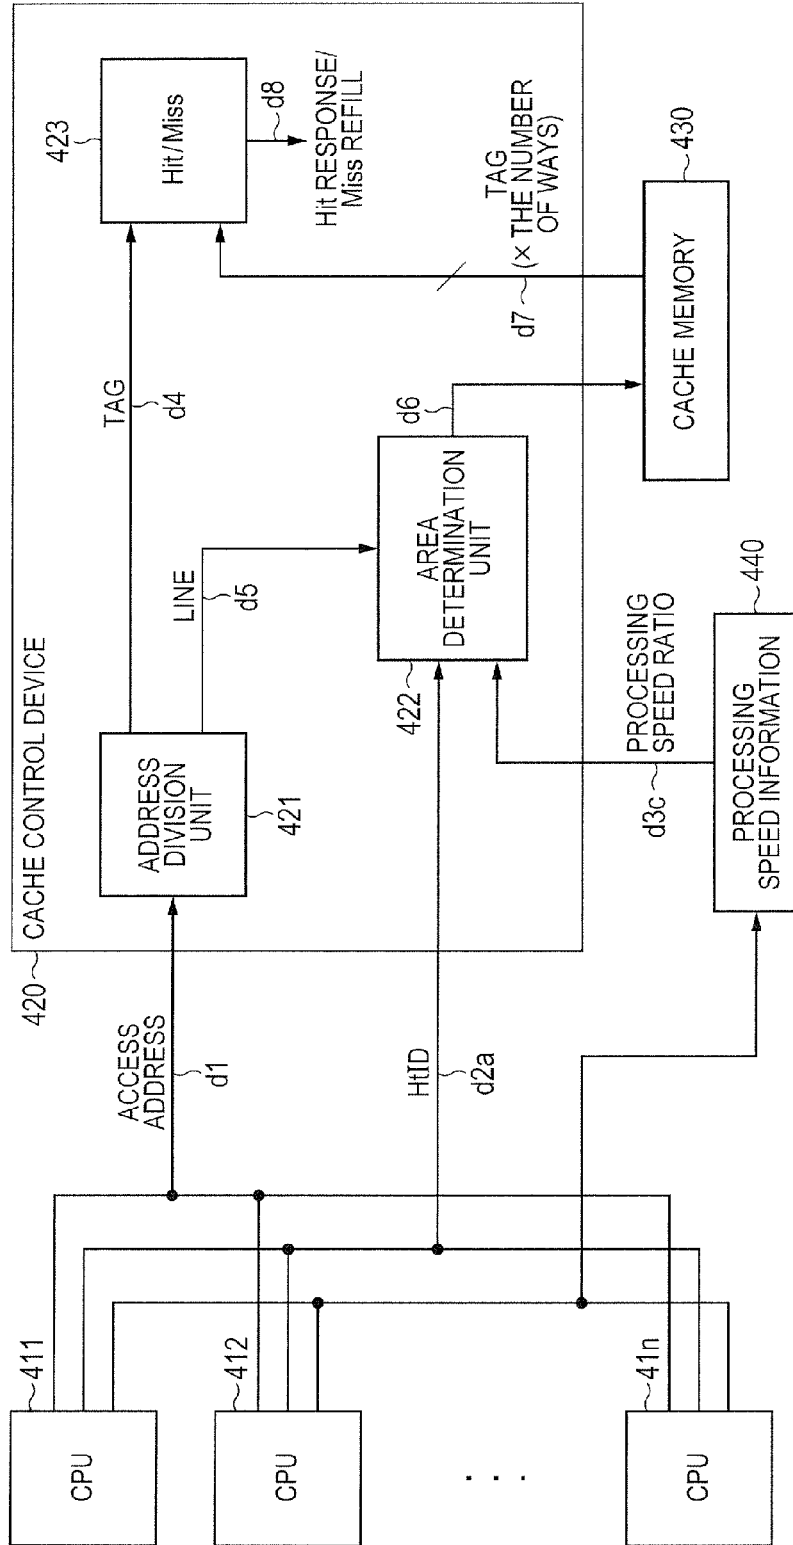 420 CACHE CONTROL DEVICE
411
CPU
412
CPU
. . .
41n
CPU
ACCESS
ADDRESS
d1
HtID
d2a
ADDRESS
DIVISION
UNIT
421
TAG
d4
LINE
d5
423
Hit/Miss
d8
Hit RESPONSE/
Miss REFILL
422
AREA
DETERMINATION
UNIT
d6
d7
TAG
(× THE NUMBER
OF WAYS)
PROCESSING
SPEED RATIO
d3c
440
PROCESSING
SPEED INFORMATION
430
CACHE MEMORY